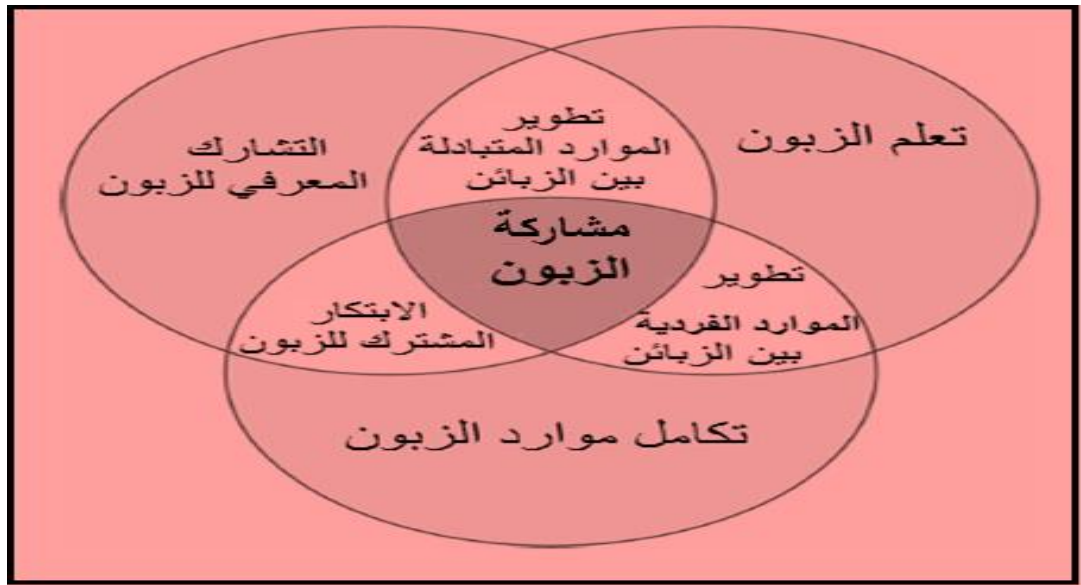 تعلم الزبون
تطوير
الموارد المتبادلة
بين الزبائن
التشارك
المعرفي للزبون
مشاركة
الزبون
تطوير
الموارد الفردية
بين الزبائن
الابتكار
المشترك للزبون
تكامل موارد الزبون